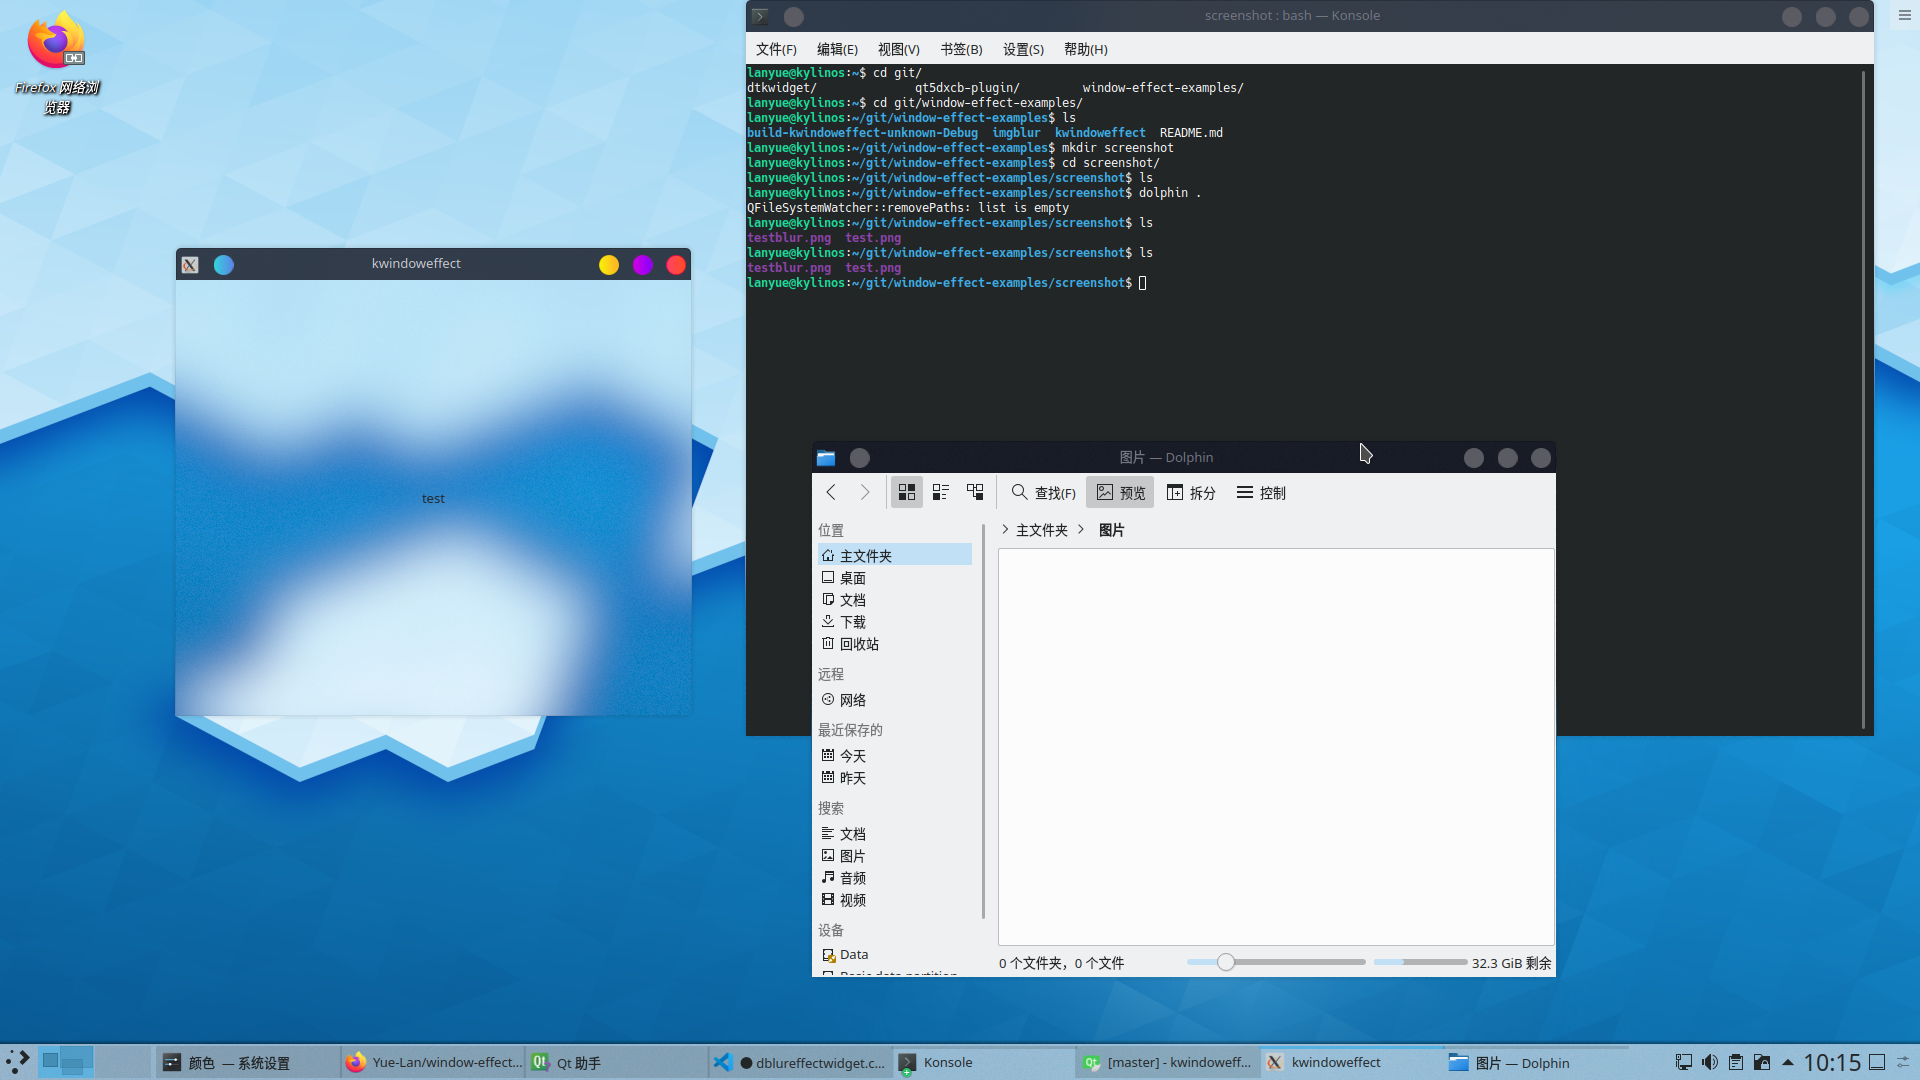 Firefox 网络浏
览器
screenshot : bash — Konsole
文件(F) 编辑(E) 视图(V) 书签(B) 设置(S) 帮助(H)
lanyue@kylinos:~$ cd git/
dtkwidget/ qt5dxcb-plugin/ window-effect-examples/
lanyue@kylinos:~$ cd git/window-effect-examples/
lanyue@kylinos:~/git/window-effect-examples$ ls
build-kwindoweffect-unknown-Debug imgblur kwindoweffect README.md
lanyue@kylinos:~/git/window-effect-examples$ mkdir screenshot
lanyue@kylinos:~/git/window-effect-examples$ cd screenshot/
lanyue@kylinos:~/git/window-effect-examples/screenshot$ ls
lanyue@kylinos:~/git/window-effect-examples/screenshot$ dolphin .
QFileSystemWatcher::removePaths: list is empty
lanyue@kylinos:~/git/window-effect-examples/screenshot$ ls
testblur.png test.png
lanyue@kylinos:~/git/window-effect-examples/screenshot$ ls
testblur.png test.png
lanyue@kylinos:~/git/window-effect-examples/screenshot$
kwindoweffect
test
图片 — Dolphin
查找(F) 预览 拆分 控制
位置
主文件夹
桌面
文档
下载
回收站
远程
网络
最近保存的
今天
昨天
搜索
文档
图片
音频
视频
设备
Data
Basic data partition
主文件夹 图片
0 个文件夹，0 个文件
32.3 GiB 剩余
颜色 — 系统设置
Yue-Lan/window-effect...
Qt 助手
dblureffectwidget.c...
Konsole
[master] - kwindoweff...
kwindoweffect
图片 — Dolphin
10:15